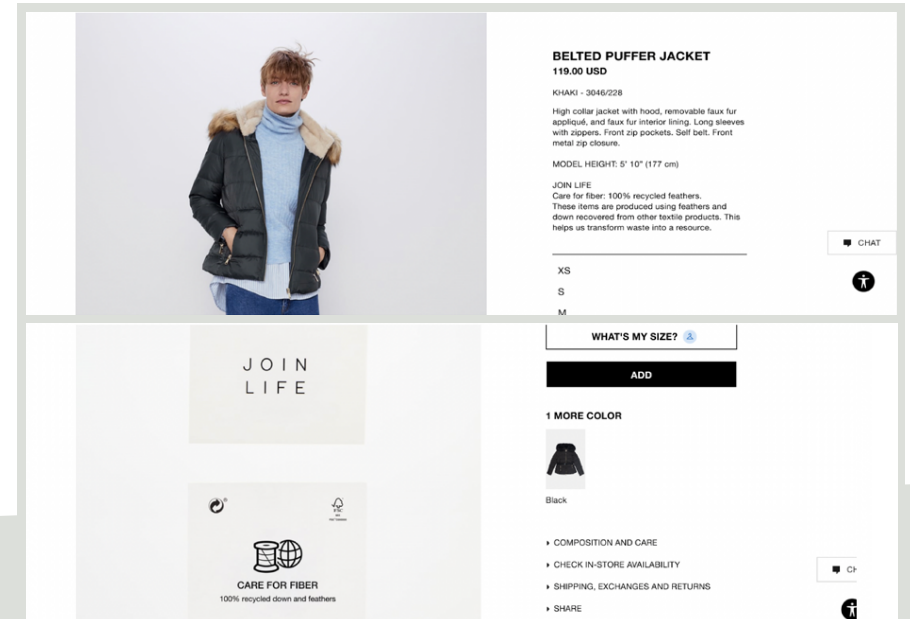 BELTED PUFFER JACKET
119.00 USD
KHAKI - 3046/228
High collar jacket with hood, removable faux fur
appliqué, and faux fur interior lining. Long sleeves
with zippers. Front zip pockets. Self belt. Front
metal zip closure.
MODEL HEIGHT: 5' 10" (177 cm)
JOIN LIFE
Care for fiber: 100% recycled feathers.
These items are produced using feathers and
down recovered from other textile products. This
helps us transform waste into a resource.
CHAT
XS
S
M
WHAT'S MY SIZE?
ADD
JOIN
LIFE
1 MORE COLOR
Black
FSC
CARE FOR FIBER
100% recycled down and feathers
COMPOSITION AND CARE
CHECK IN-STORE AVAILABILITY
CH
SHIPPING, EXCHANGES AND RETURNS
SHARE